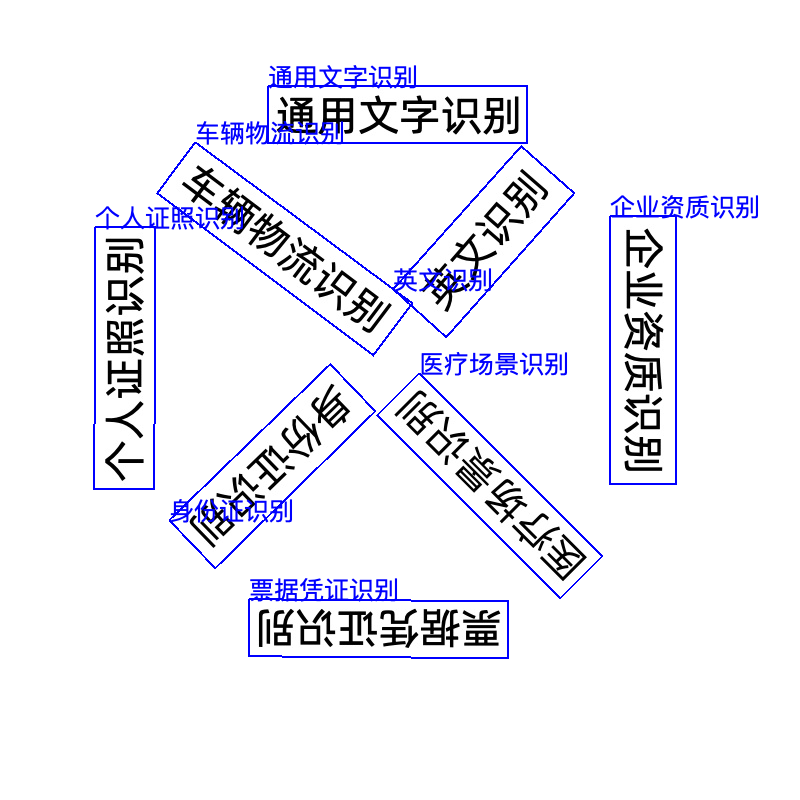 通用文字识别
通用文字识别
车辆物流识别
车辆物流识别
英文识别
英文识别
个人证照识别
个人证照识别
企业资质识别
企业资质识别
医疗场景识别
医疗场景识别
身份证识别
身份证识别
票据凭证识别
票据凭证识别